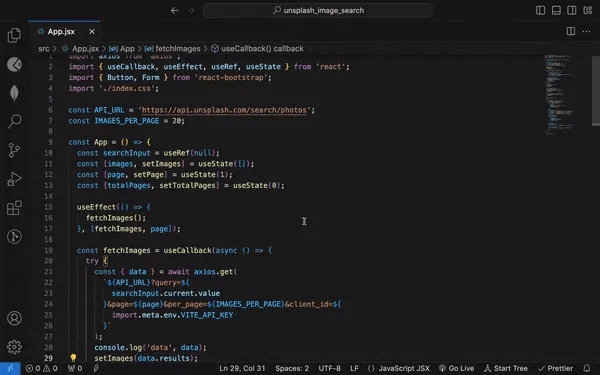 unsplash_image_search
App.jsx
src > App.jsx > App > fetchImages > useCallback() callback
1 import axios from 'axios';
2 import { useCallback, useEffect, useRef, useState } from 'react';
3 import { Button, Form } from 'react-bootstrap';
4 import './index.css';
5
6 const API_URL = 'https://api.unsplash.com/search/photos';
7 const IMAGES_PER_PAGE = 20;
8
9 const App = () => {
10 const searchInput = useRef(null);
11 const [images, setImages] = useState([]);
12 const [page, setPage] = useState(1);
13 const [totalPages, setTotalPages] = useState(0);
14
15 useEffect(() => {
16 fetchImages();
17 }, [fetchImages, page]);
18
19 const fetchImages = useCallback(async () => {
20 try {
21 const { data } = await axios.get(
22 `${API_URL}?query=${
23 searchInput.current.value
24 }&page=${page}&per_page=${IMAGES_PER_PAGE}&client_id=${
25 import.meta.env.VITE_API_KEY
26 }`
27 );
28 console.log('data', data);
29 setImages(data.results);
0 0 0 Ln 29, Col 31 Spaces: 2 UTF-8 LF {} JavaScript JSX Go Live Start Tree Prettier